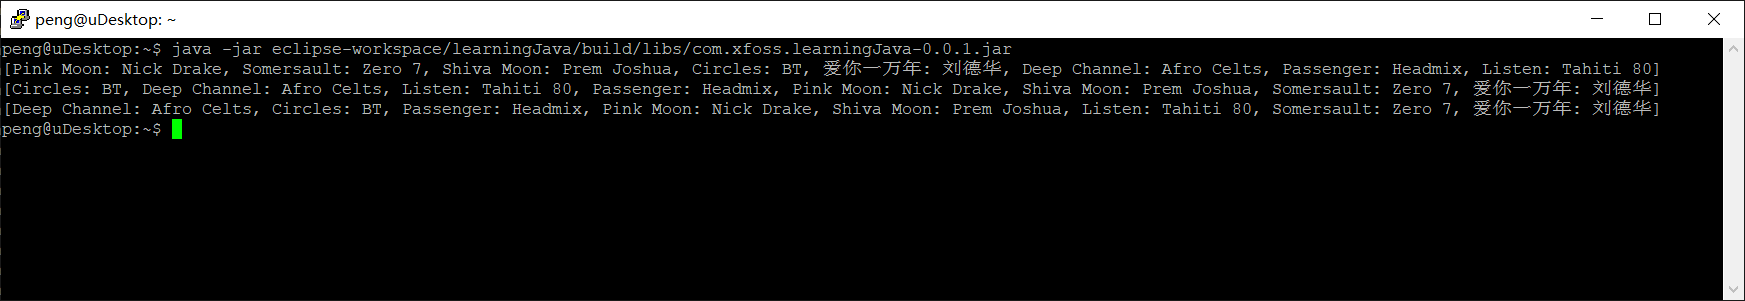 peng@uDesktop: ~
peng@uDesktop:~$ java -jar eclipse-workspace/learningJava/build/libs/com.xfoss.learningJava-0.0.1.jar
[Pink Moon: Nick Drake, Somersault: Zero 7, Shiva Moon: Prem Joshua, Circles: BT, 爱你一万年: 刘德华, Deep Channel: Afro Celts, Passenger: Headmix, Listen: Tahiti 80]
[Circles: BT, Deep Channel: Afro Celts, Listen: Tahiti 80, Passenger: Headmix, Pink Moon: Nick Drake, Shiva Moon: Prem Joshua, Somersault: Zero 7, 爱你一万年: 刘德华]
[Deep Channel: Afro Celts, Circles: BT, Passenger: Headmix, Pink Moon: Nick Drake, Shiva Moon: Prem Joshua, Listen: Tahiti 80, Somersault: Zero 7, 爱你一万年: 刘德华]
peng@uDesktop:~$